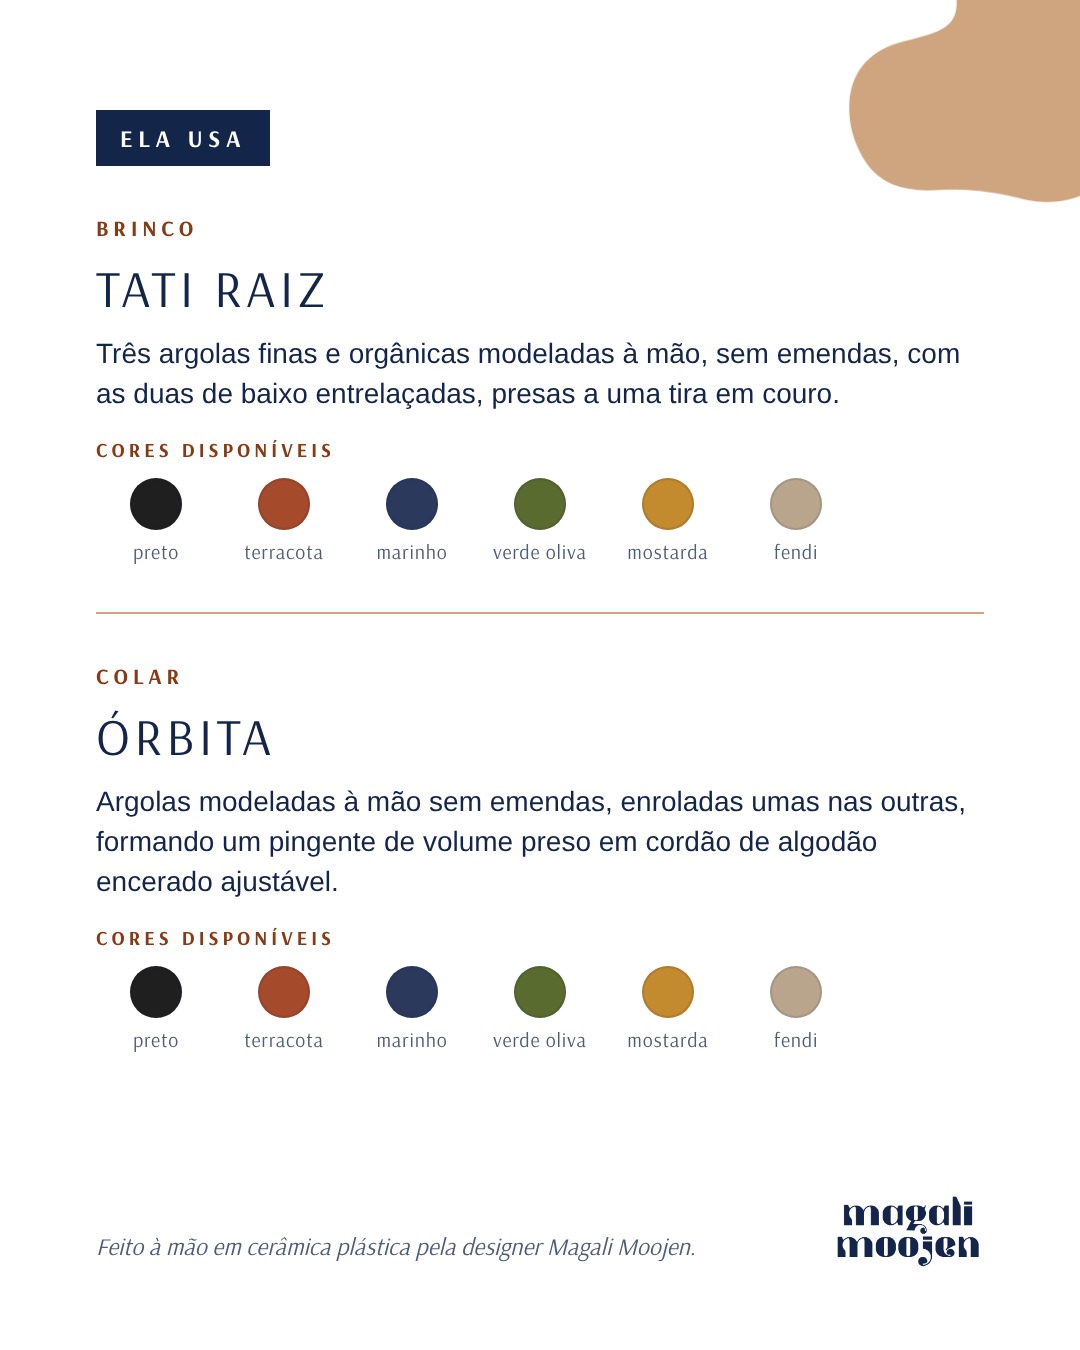 ELA USA
BRINCO
TATI RAIZ
Três argolas finas e orgânicas modeladas à mão, sem emendas, com
as duas de baixo entrelaçadas, presas a uma tira em couro.
CORES DISPONÍVEIS
preto terracota marinho verde oliva mostarda fendi
COLAR
ÓRBITA
Argolas modeladas à mão sem emendas, enroladas umas nas outras,
formando um pingente de volume preso em cordão de algodão
encerado ajustável.
CORES DISPONÍVEIS
preto terracota marinho verde oliva mostarda fendi
Feito à mão em cerâmica plástica pela designer Magali Moojen.
magali
moojen